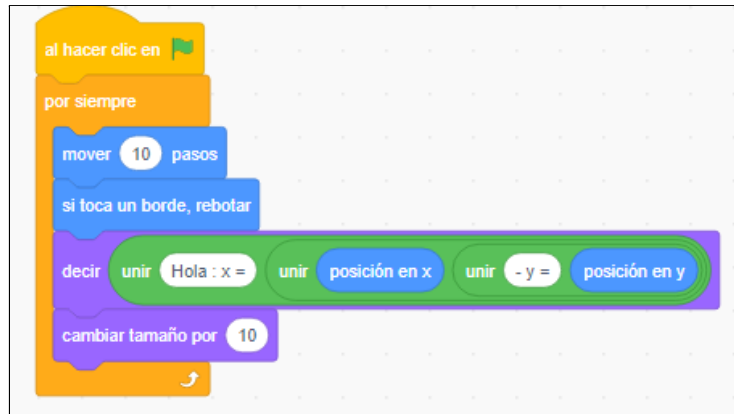 al hacer clic en
por siempre
mover 10 pasos
si toca un borde, rebotar
decir unir Hola : x = unir posición en x unir - y = posición en y
cambiar tamaño por 10